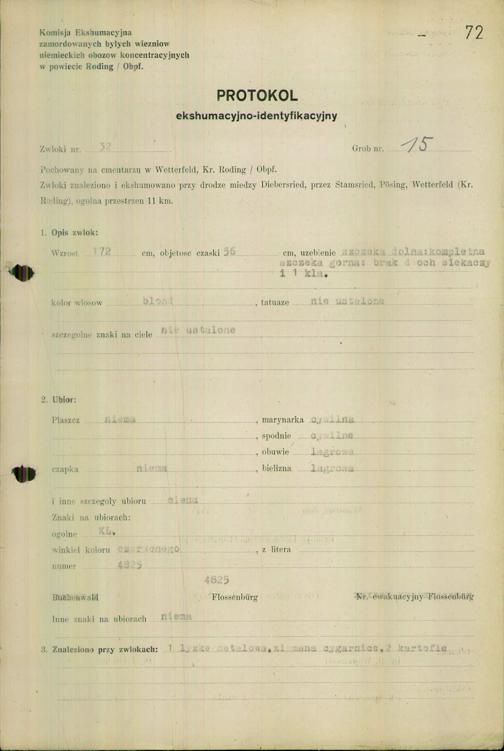 72
Komisja Ekshumacyjna
zamordowanych byłych wiezniow
niemieckich obozow koncentracyjnych
w powiecie Roding / Obpf.
PROTOKOL
ekshumacyjno-identyfikacyjny
Zwloki nr. 32 Grob nr. 15
Pochowany na cmentarzu w Wetterfeld, Kr. Roding / Obpf.
Zwloki znaleziono i ekshumowano przy drodze miedzy Diebersried, przez Stamsried, Pösing, Wetterfeld (Kr.
Roding), ogolna przestrzen 11 km.
1. Opis zwlok:
Wzrost 172 cm, objetosc czaski 56 cm, uzebienie szczeka dolna:kompletna
szczeka gorna: brak 4 och siekaczy
i 1 kla.
kolor wlosow blond , tatuaze nie ustalone
szczegolne znaki na ciele nie ustalone
2. Ubior:
Plaszcz niema , marynarka cywilna
, spodnie cywilne
, obuwie lagrowe
czapka niema , bielizna lagrowa
i inne szczegoly ubioru niema
Znaki na ubiorach:
ogolne KL.
winkiel koloru czerwonego , z litera
numer 4825
4825
Buchenwald Flossenbürg Nr. ewakuacyjny Flossenbürg
Inne znaki na ubiorach niema
3. Znaleziono przy zwlokach: 1 lyzke metelowa, cygarnice, 2 kartofle